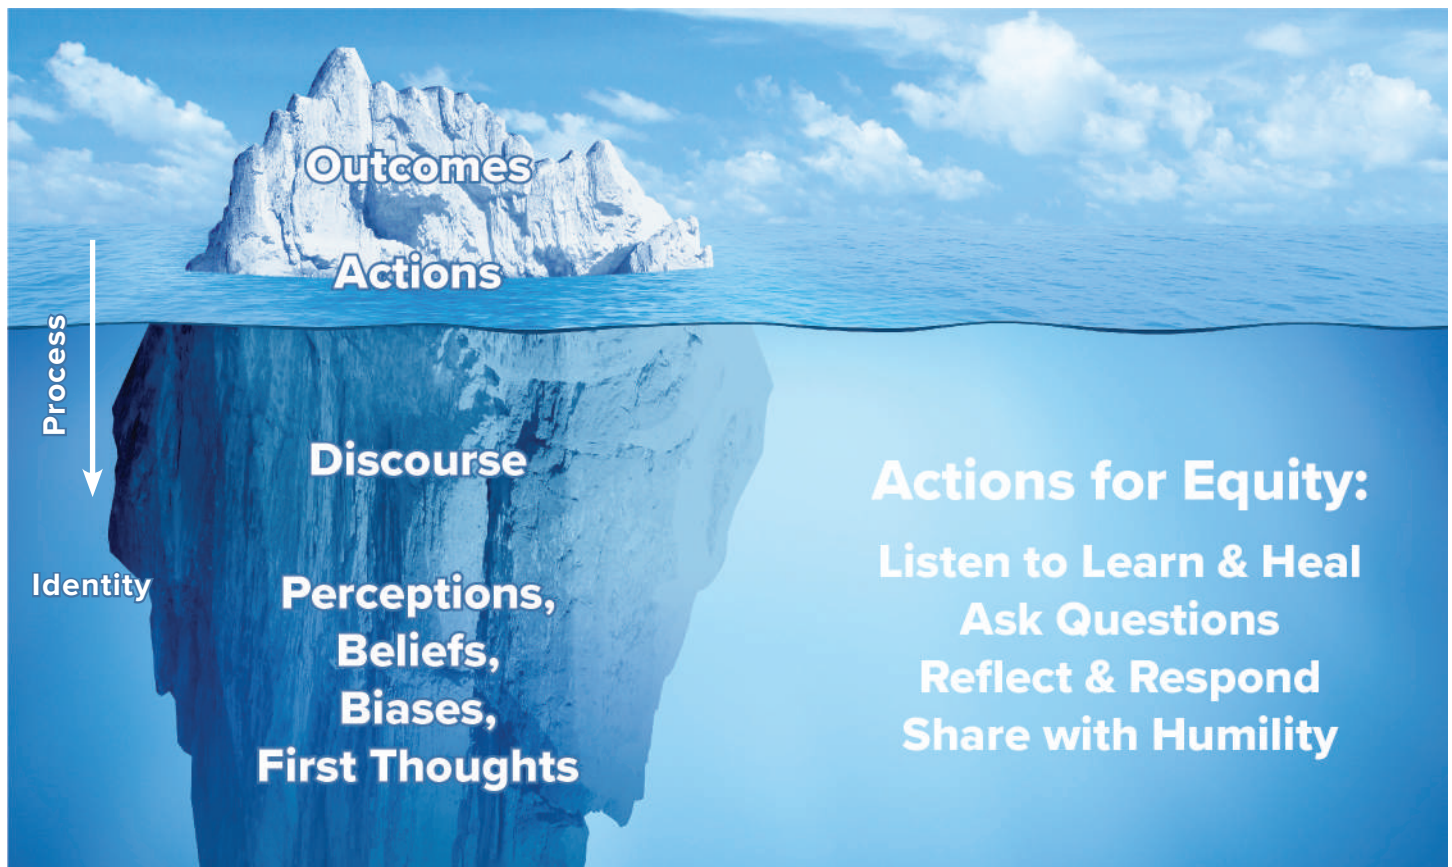 Outcomes
Actions
Process
Discourse
Identity
Perceptions,
Beliefs,
Biases,
First Thoughts
Actions for Equity:
Listen to Learn & Heal
Ask Questions
Reflect & Respond
Share with Humility